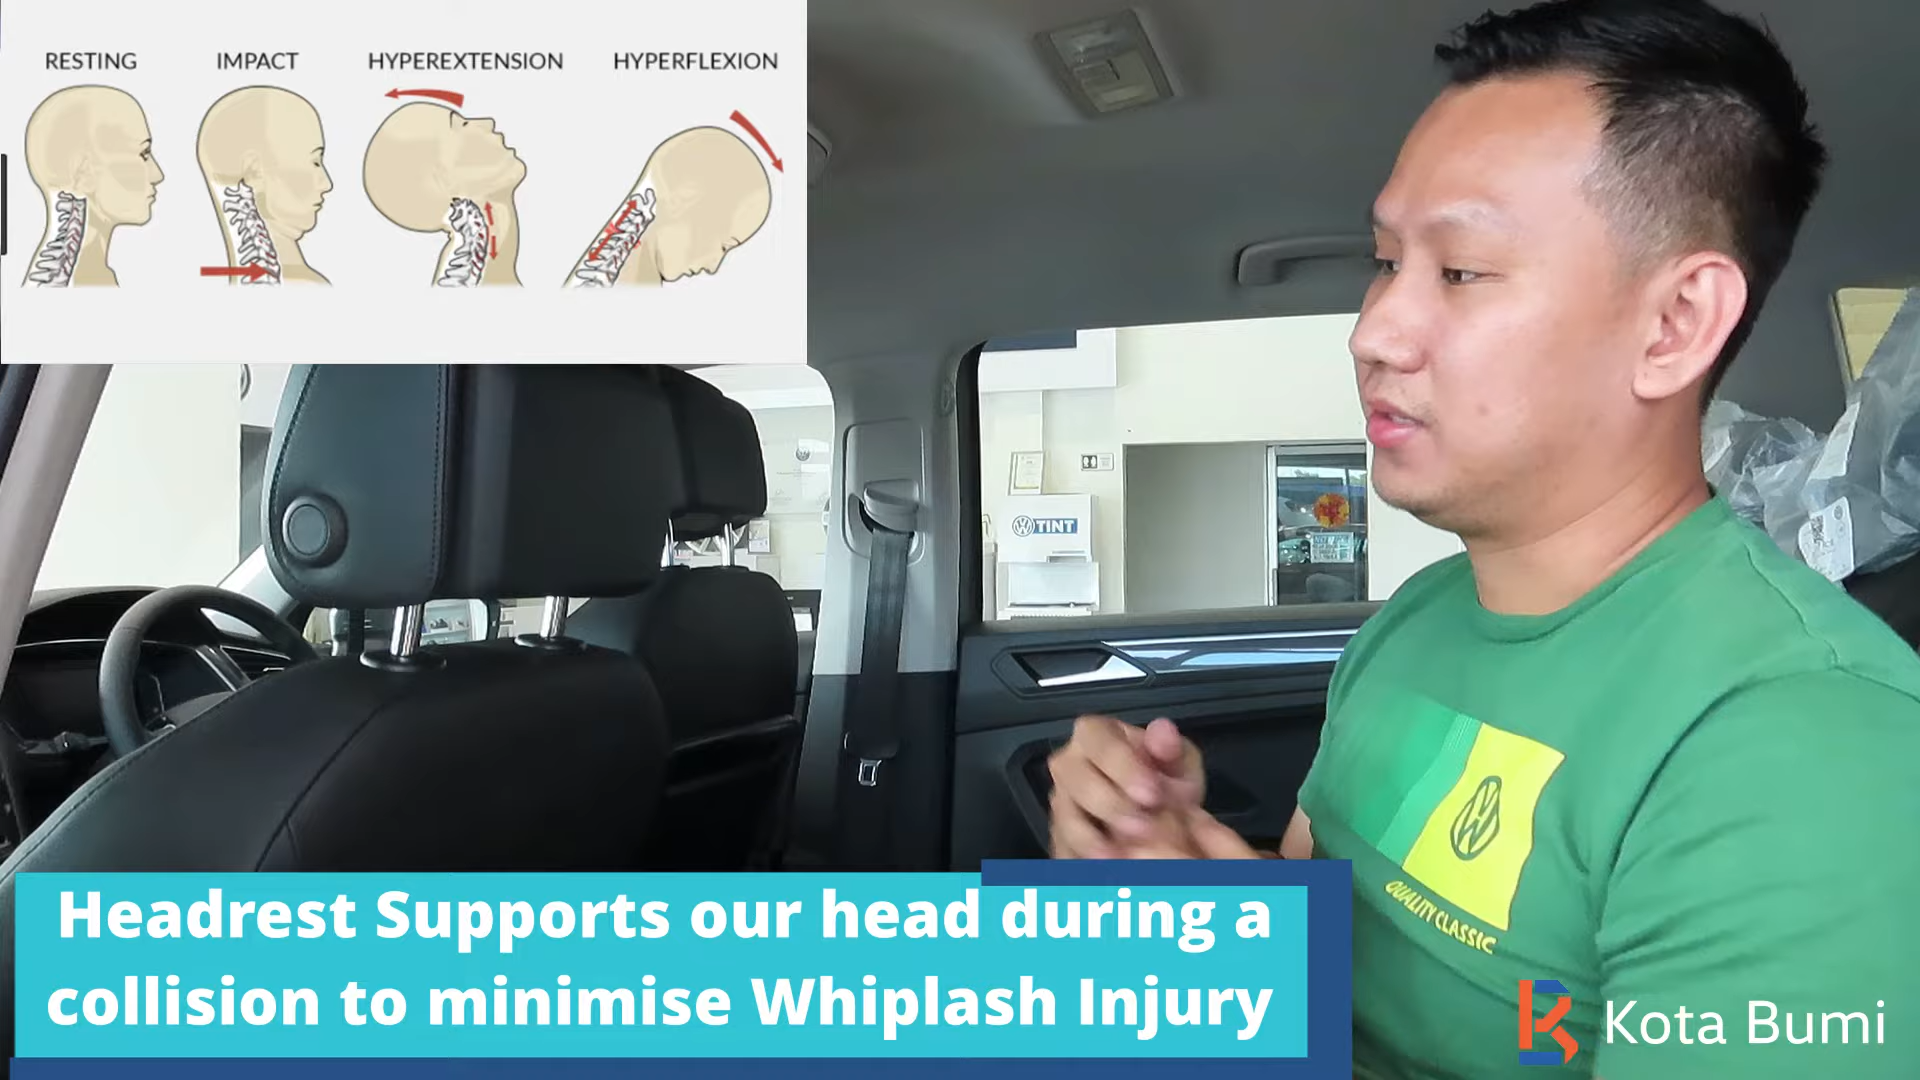 RESTING
IMPACT
HYPEREXTENSION
HYPERFLEXION
TINT
QUALITY CLASSIC
Headrest Supports our head during a
collision to minimise Whiplash Injury
Kota Bumi